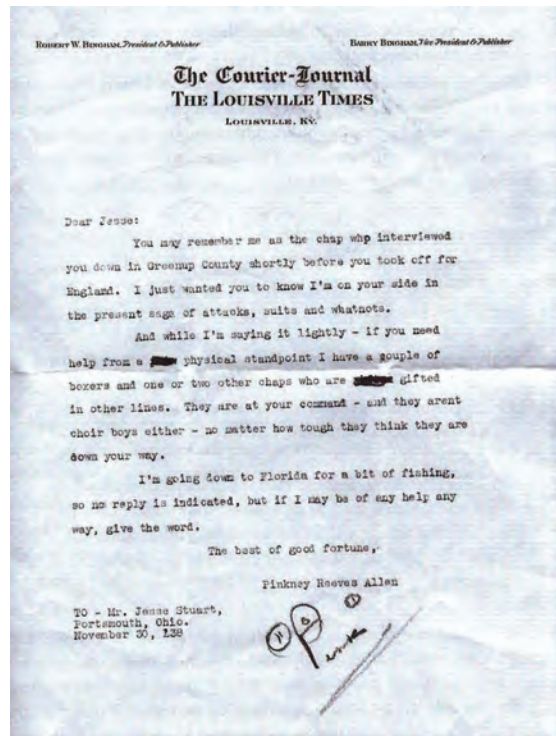 ROBERT W. BINGHAM, President & Publisher
BARRY BINGHAM, Vice President & Publisher
The Courier-Journal
THE LOUISVILLE TIMES
LOUISVILLE, KY.
Dear Jesse:
You may remember me as the chap whp interviewed
you down in Greenup County shortly before you took off for
England. I just wanted you to know I'm on your side in
the present saga of attacks, suits and whatnots.
And while I'm saying it lightly - if you need
help from a physical standpoint I have a couple of
boxers and one or two other chaps who are gifted
in other lines. They are at your command - and they arent
choir boys either - no matter how tough they think they are
down your way.
I'm going down to Florida for a bit of fishing,
so no reply is indicated, but if I may be of any help any
way, give the word.
The best of good fortune,
Pinkney Reeves Allen
TO - Mr. Jesse Stuart,
Portsmouth, Ohio.
November 30, 138